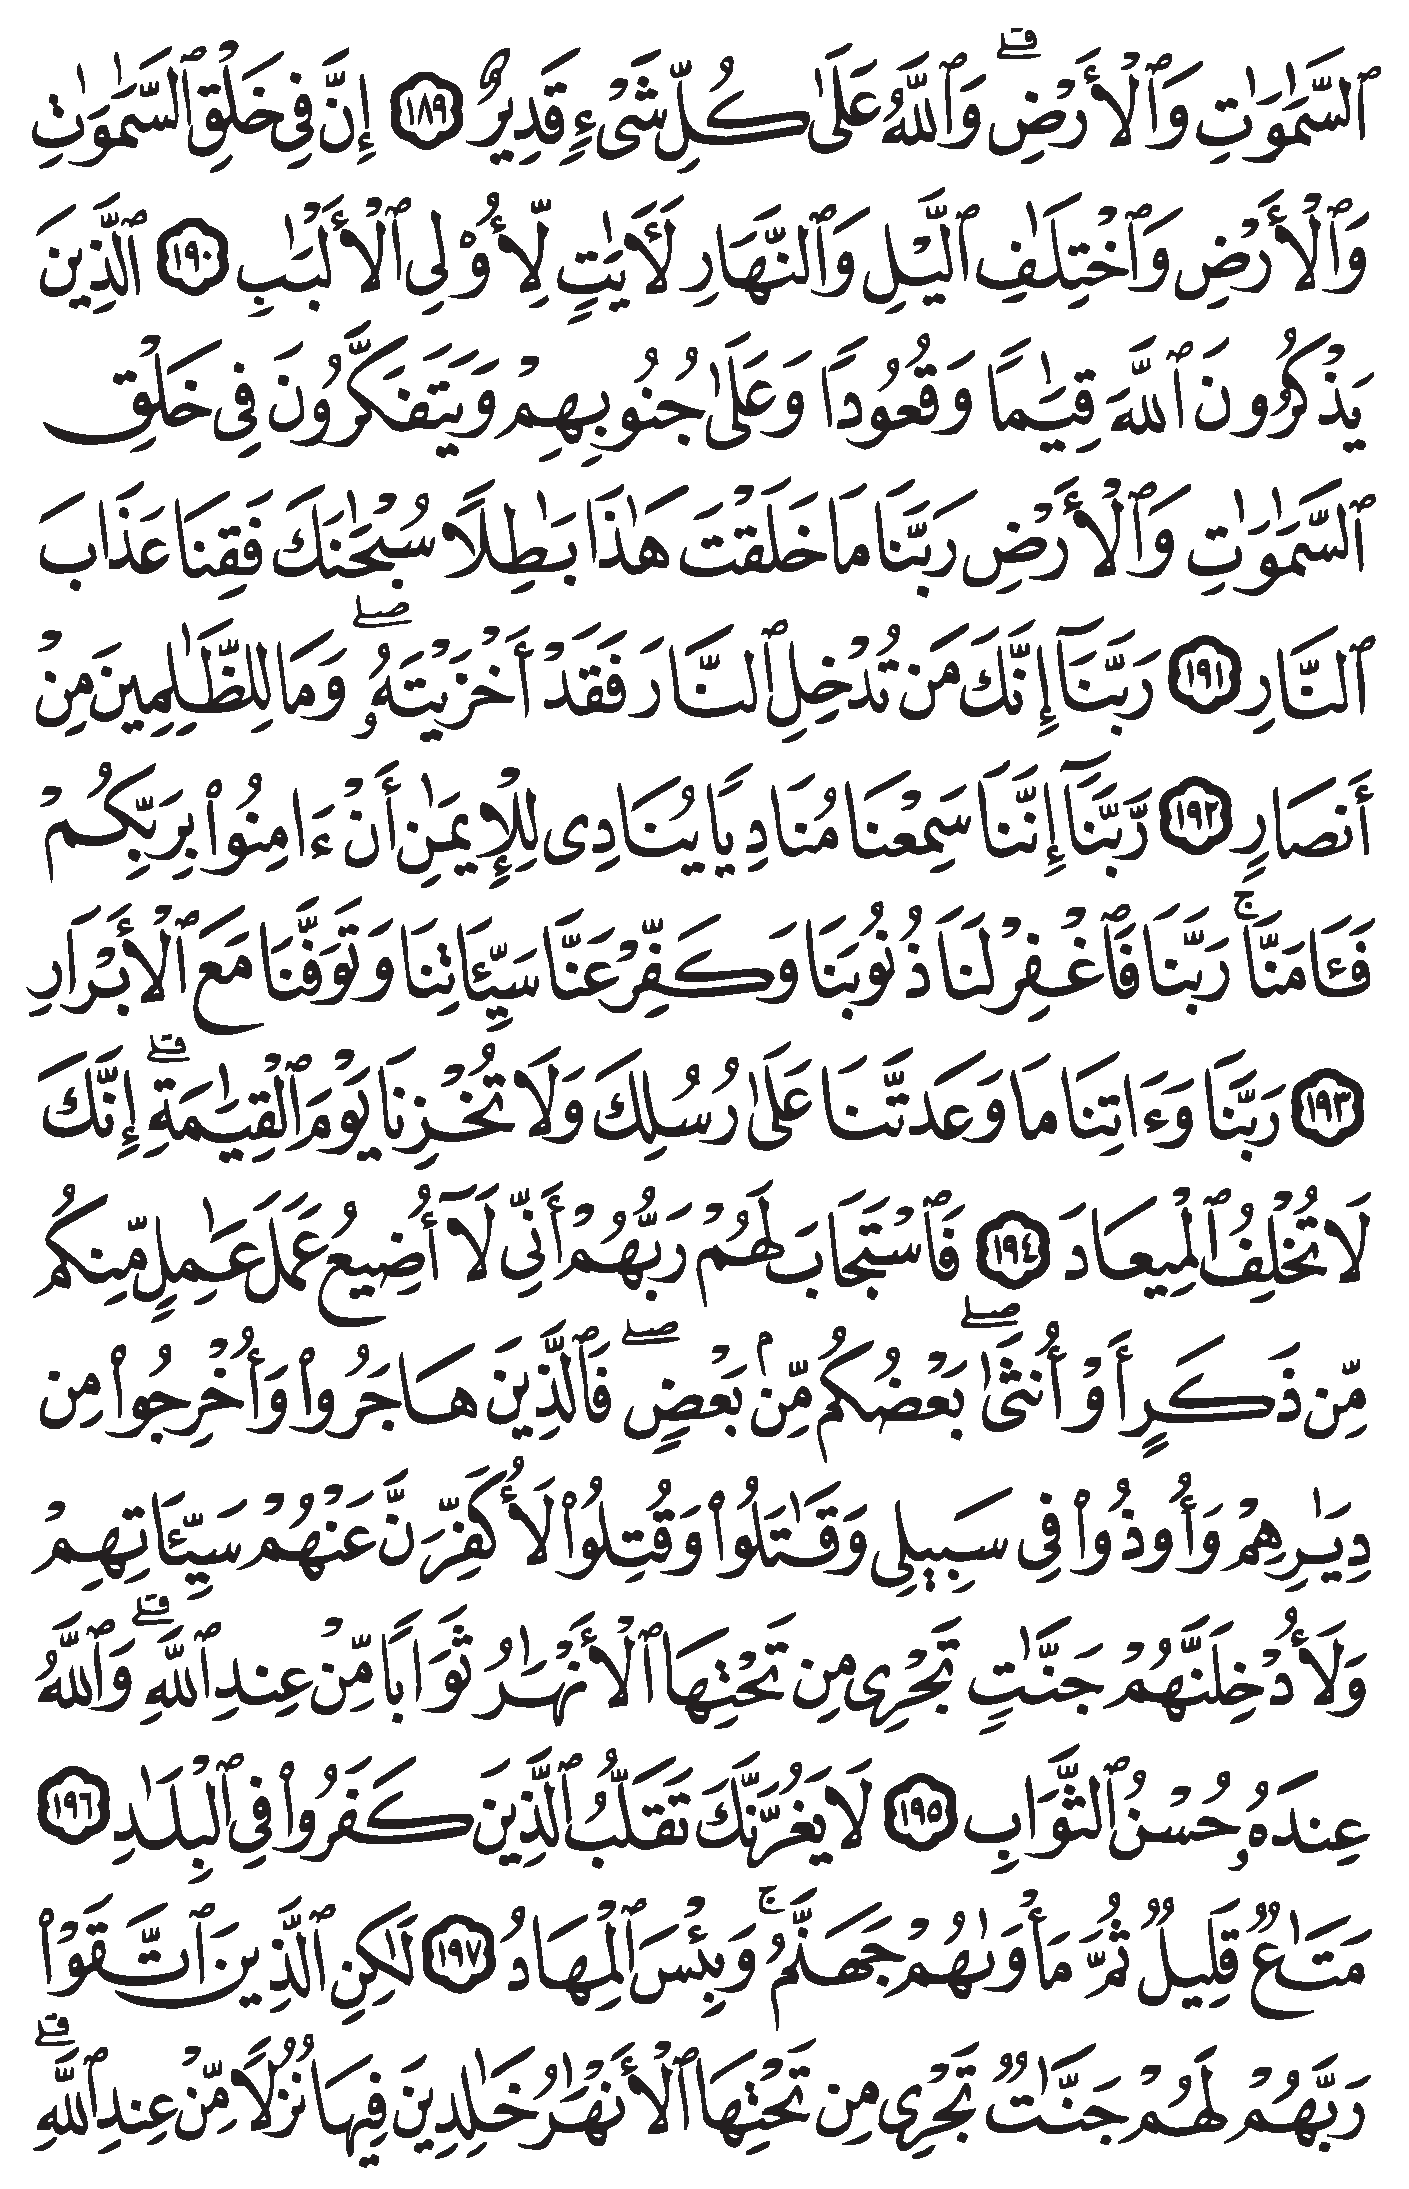 ٱلسَّمَـٰوَٰتِ وَٱلْأَرْضِ ۗ وَٱللَّهُ عَلَىٰ كُلِّ شَىْءٍ قَدِيرٌ ١٨٩ إِنَّ فِى خَلْقِ ٱلسَّمَـٰوَٰتِ
وَٱلْأَرْضِ وَٱخْتِلَـٰفِ ٱلَّيْلِ وَٱلنَّهَارِ لَـَٔايَـٰتٍ لِّأُو۟لِى ٱلْأَلْبَـٰبِ ١٩٠ ٱلَّذِينَ
يَذْكُرُونَ ٱللَّهَ قِيَـٰمًا وَقُعُودًا وَعَلَىٰ جُنُوبِهِمْ وَيَتَفَكَّرُونَ فِى خَلْقِ
ٱلسَّمَـٰوَٰتِ وَٱلْأَرْضِ رَبَّنَا مَا خَلَقْتَ هَـٰذَا بَـٰطِلًا سُبْحَـٰنَكَ فَقِنَا عَذَابَ
ٱلنَّارِ ١٩١ رَبَّنَآ إِنَّكَ مَن تُدْخِلِ ٱلنَّارَ فَقَدْ أَخْزَيْتَهُۥ ۖ وَمَا لِلظَّـٰلِمِينَ مِنْ
أَنصَارٍ ١٩٢ رَّبَّنَآ إِنَّنَا سَمِعْنَا مُنَادِيًا يُنَادِى لِلْإِيمَـٰنِ أَنْ ءَامِنُوا۟ بِرَبِّكُمْ
فَـَٔامَنَّا ۚ رَبَّنَا فَٱغْفِرْ لَنَا ذُنُوبَنَا وَكَفِّرْ عَنَّا سَيِّـَٔاتِنَا وَتَوَفَّنَا مَعَ ٱلْأَبْرَارِ
١٩٣ رَبَّنَا وَءَاتِنَا مَا وَعَدتَّنَا عَلَىٰ رُسُلِكَ وَلَا تُخْزِنَا يَوْمَ ٱلْقِيَـٰمَةِ ۗ إِنَّكَ
لَا تُخْلِفُ ٱلْمِيعَادَ ١٩٤ فَٱسْتَجَابَ لَهُمْ رَبُّهُمْ أَنِّى لَآ أُضِيعُ عَمَلَ عَـٰمِلٍ مِّنكُم
مِّن ذَكَرٍ أَوْ أُنثَىٰ ۖ بَعْضُكُم مِّنۢ بَعْضٍ ۖ فَٱلَّذِينَ هَاجَرُوا۟ وَأُخْرِجُوا۟ مِن
دِيَـٰرِهِمْ وَأُوذُوا۟ فِى سَبِيلِى وَقَـٰتَلُوا۟ وَقُتِلُوا۟ لَأُكَفِّرَنَّ عَنْهُمْ سَيِّـَٔاتِهِمْ
وَلَأُدْخِلَنَّهُمْ جَنَّـٰتٍ تَجْرِى مِن تَحْتِهَا ٱلْأَنْهَـٰرُ ثَوَابًا مِّنْ عِندِ ٱللَّهِ ۗ وَٱللَّهُ
عِندَهُۥ حُسْنُ ٱلثَّوَابِ ١٩٥ لَا يَغُرَّنَّكَ تَقَلُّبُ ٱلَّذِينَ كَفَرُوا۟ فِى ٱلْبِلَـٰدِ ١٩٦
مَتَـٰعٌ قَلِيلٌ ثُمَّ مَأْوَىٰهُمْ جَهَنَّمُ ۚ وَبِئْسَ ٱلْمِهَادُ ١٩٧ لَـٰكِنِ ٱلَّذِينَ ٱتَّقَوْا۟
رَبَّهُمْ لَهُمْ جَنَّـٰتٌ تَجْرِى مِن تَحْتِهَا ٱلْأَنْهَـٰرُ خَـٰلِدِينَ فِيهَا نُزُلًا مِّنْ عِندِ ٱللَّهِ ۗ